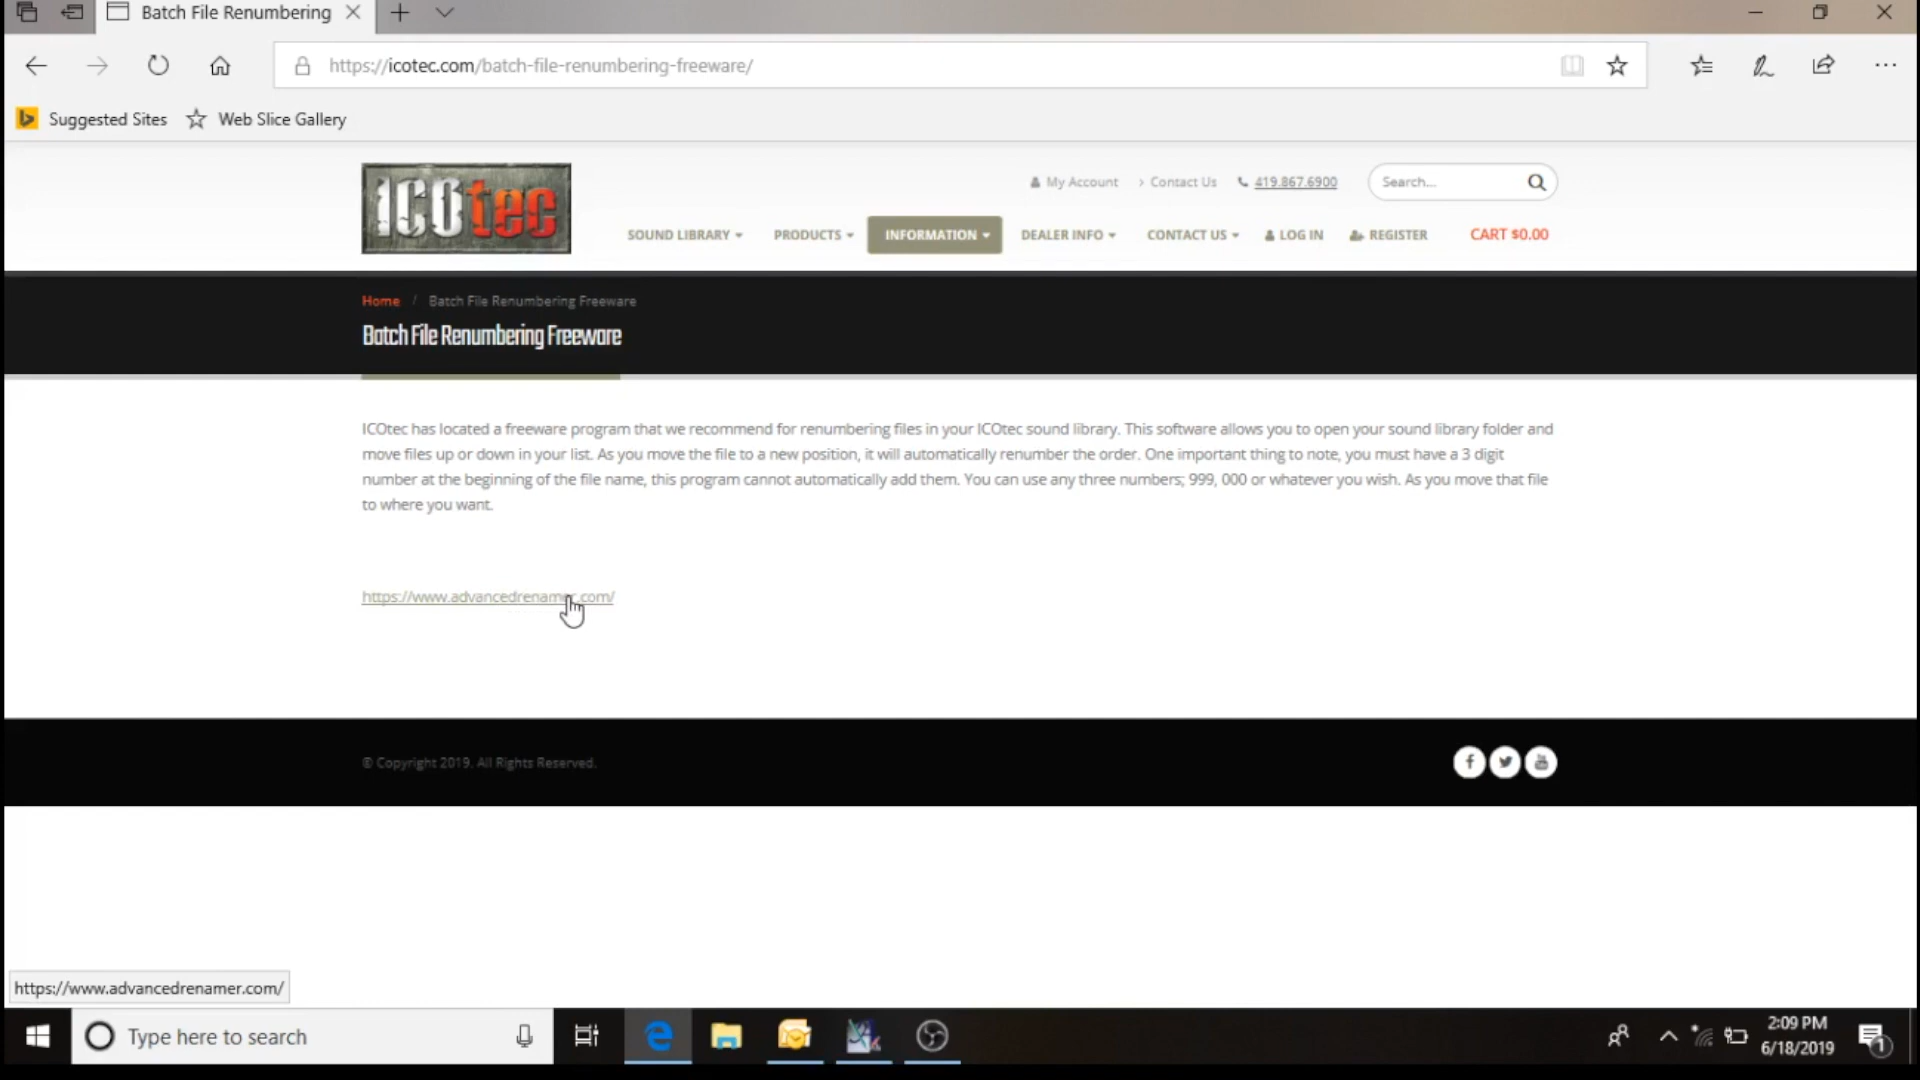 Batch File Renumbering
https://icotec.com/batch-file-renumbering-freeware/
Suggested Sites
Web Slice Gallery
ICOtec
My Account
Contact Us
419.867.6900
Search...
SOUND LIBRARY
PRODUCTS
INFORMATION
DEALER INFO
CONTACT US
LOG IN
REGISTER
CART $0.00
Home / Batch File Renumbering Freeware
Batch File Renumbering Freeware
ICOtec has located a freeware program that we recommend for renumbering files in your ICOtec sound library. This software allows you to open your sound library folder and
move files up or down in your list. As you move the file to a new position, it will automatically renumber the order. One important thing to note, you must have a 3 digit
number at the beginning of the file name, this program cannot automatically add them. You can use any three numbers; 999, 000 or whatever you wish. As you move that file
to where you want.
https://www.advancedrenamer.com/
© Copyright 2019. All Rights Reserved.
https://www.advancedrenamer.com/
Type here to search
2:09 PM
6/18/2019
1